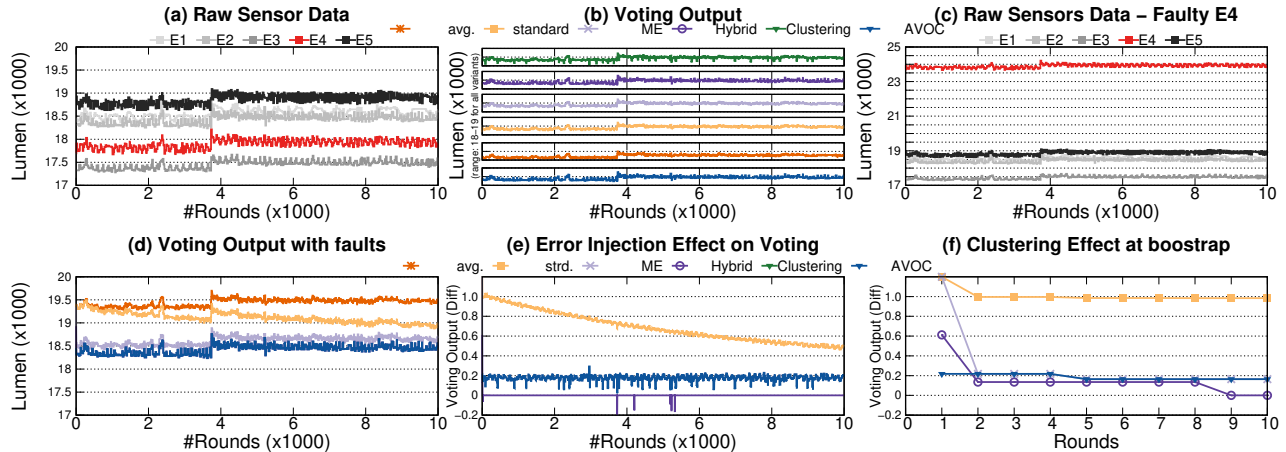 (a) Raw Sensor Data
E1 E2 E3 E4 E5
Lumen (x1000)
20
19.5
19
18.5
18
17.5
17
0 2 4 6 8 10
#Rounds (x1000)
(b) Voting Output
avg. standard ME Hybrid Clustering AVOC
Lumen (x1000)
(range: 18–19 for all variants)
0 2 4 6 8 10
#Rounds (x1000)
(c) Raw Sensors Data – Faulty E4
E1 E2 E3 E4 E5
Lumen (x1000)
25
23
21
19
17
0 2 4 6 8 10
#Rounds (x1000)
(d) Voting Output with faults
Lumen (x1000)
20
19.5
19
18.5
18
17.5
17
0 2 4 6 8 10
#Rounds (x1000)
(e) Error Injection Effect on Voting
avg. strd. ME Hybrid Clustering AVOC
Voting Output (Diff)
1.0
0.8
0.6
0.4
0.2
0
−0.2
0 2 4 6 8 10
#Rounds (x1000)
(f) Clustering Effect at boostrap
Voting Output (Diff)
1.0
0.8
0.6
0.4
0.2
0
−0.2
0 1 2 3 4 5 6 7 8 9 10
Rounds